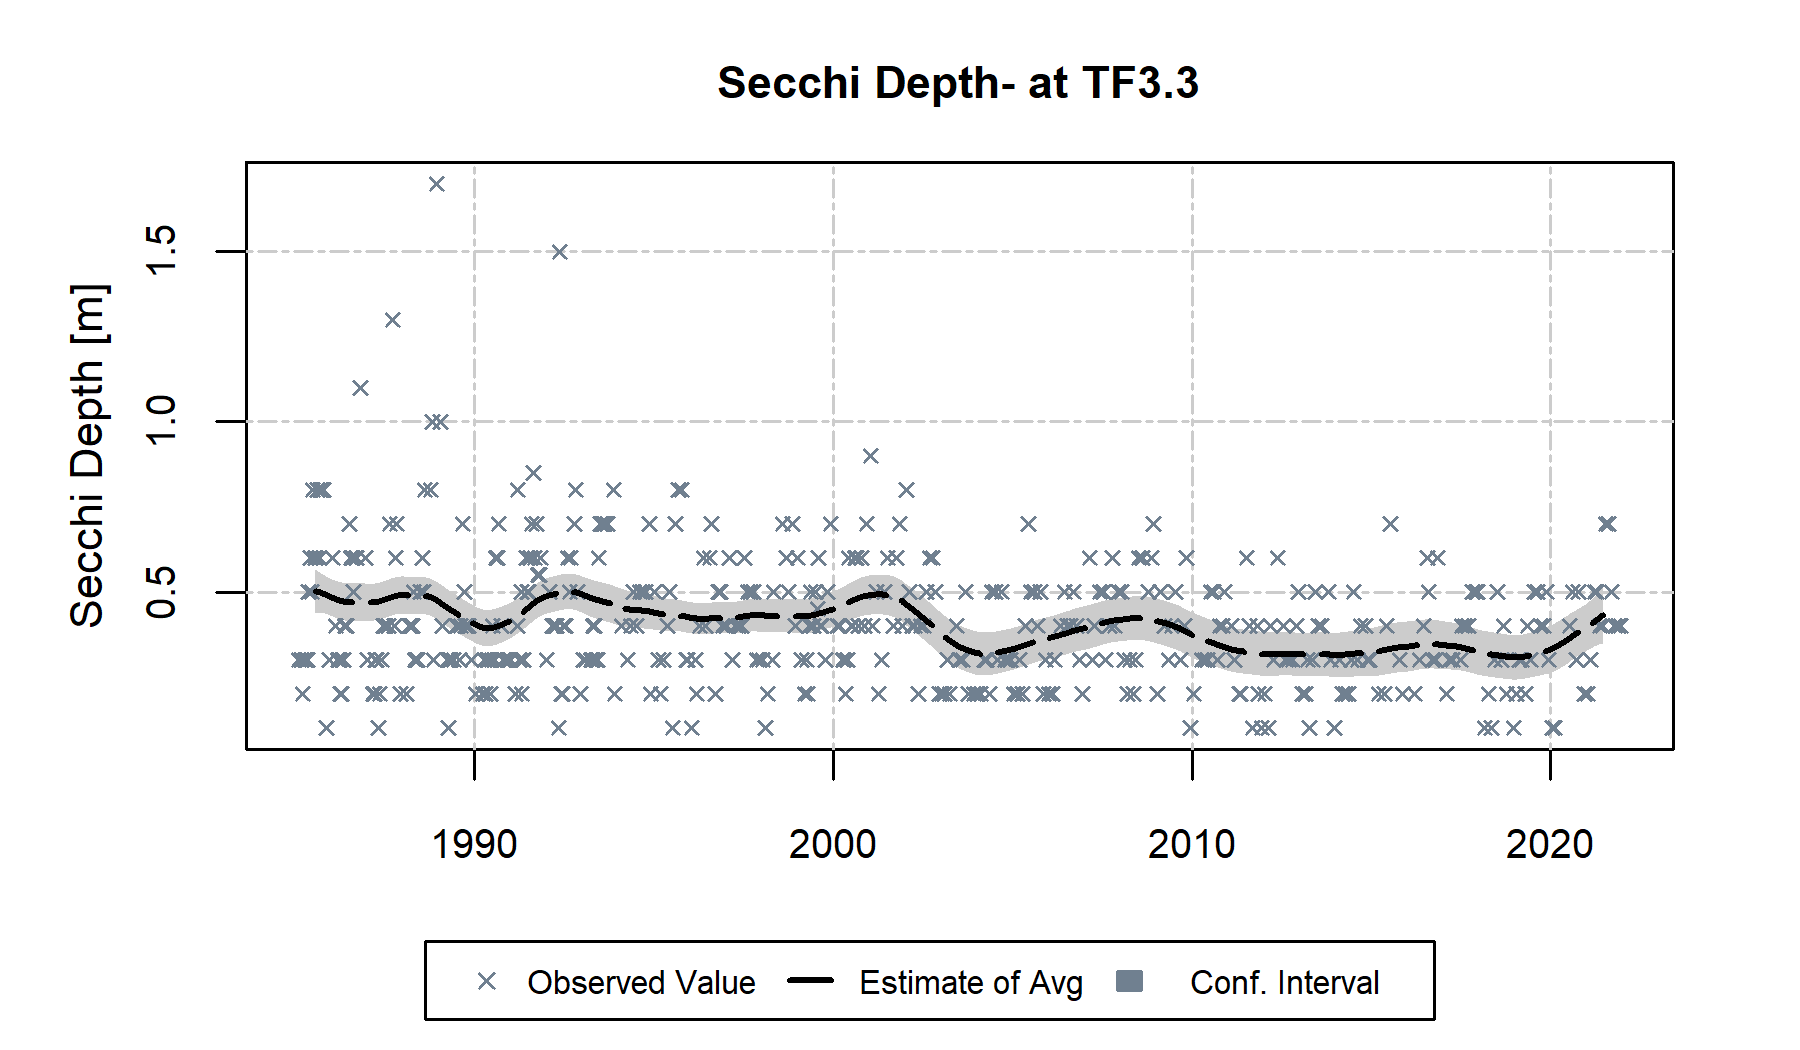 Secchi Depth- at TF3.3
Secchi Depth [m]
1.5
1.0
0.5
1990 2000 2010 2020
Observed Value Estimate of Avg Conf. Interval